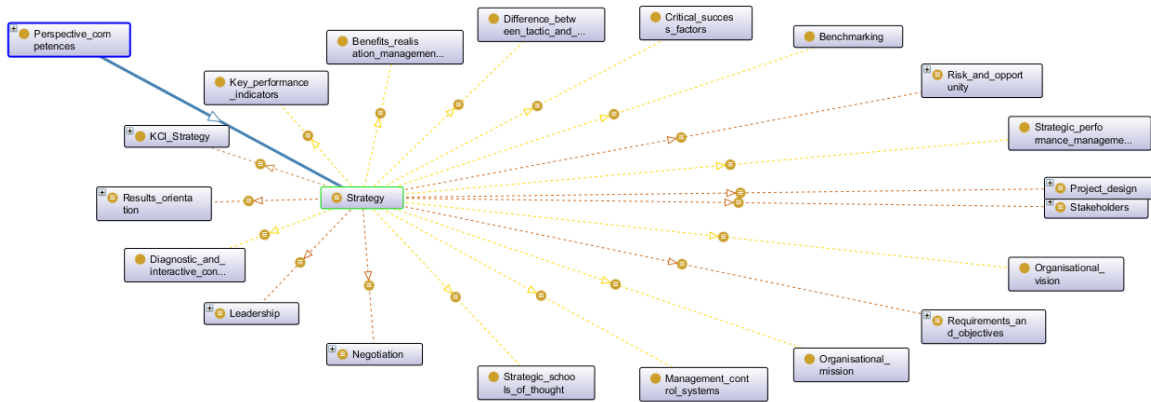 Perspective_com
petences
Difference_betw
een_tactic_and_...
Critical_succes
s_factors
Benchmarking
Benefits_realis
ation_managemen...
Key_performance
_indicators
Risk_and_opport
unity
KCI_Strategy
Strategic_perfo
rmance_manageme...
Results_orienta
tion
Strategy
Project_design
Stakeholders
Diagnostic_and_
interactive_con...
Organisational_
vision
Leadership
Requirements_an
d_objectives
Negotiation
Organisational_
mission
Strategic_schoo
ls_of_thought
Management_cont
rol_systems